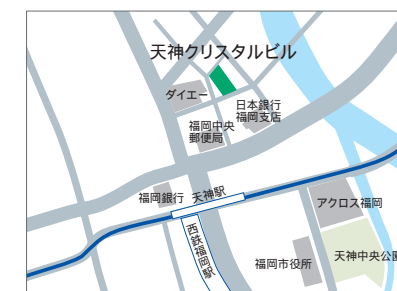 天神クリスタルビル
ダイエー
日本銀行
福岡支店
福岡中央
郵便局
福岡銀行
天神駅
アクロス福岡
西鉄福岡駅
福岡市役所
天神中央公園